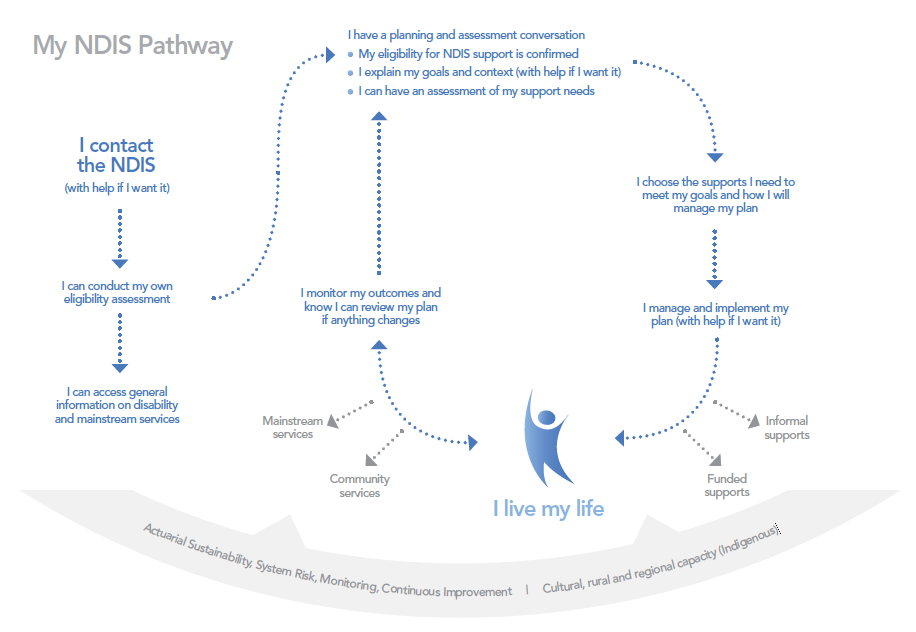 My NDIS Pathway
I have a planning and assessment conversation
• My eligibility for NDIS support is confirmed
• I explain my goals and context (with help if I want it)
• I can have an assessment of my support needs
I contact
the NDIS
(with help if I want it)
I can conduct my own
eligibility assessment
I can access general
information on disability
and mainstream services
I choose the supports I need to
meet my goals and how I will
manage my plan
I manage and implement my
plan (with help if I want it)
I monitor my outcomes and
know I can review my plan
if anything changes
Mainstream
services
Community
services
Informal
supports
Funded
supports
I live my life
Actuarial Sustainability, System Risk, Monitoring, Continuous Improvement | Cultural, rural and regional capacity (Indigenous)